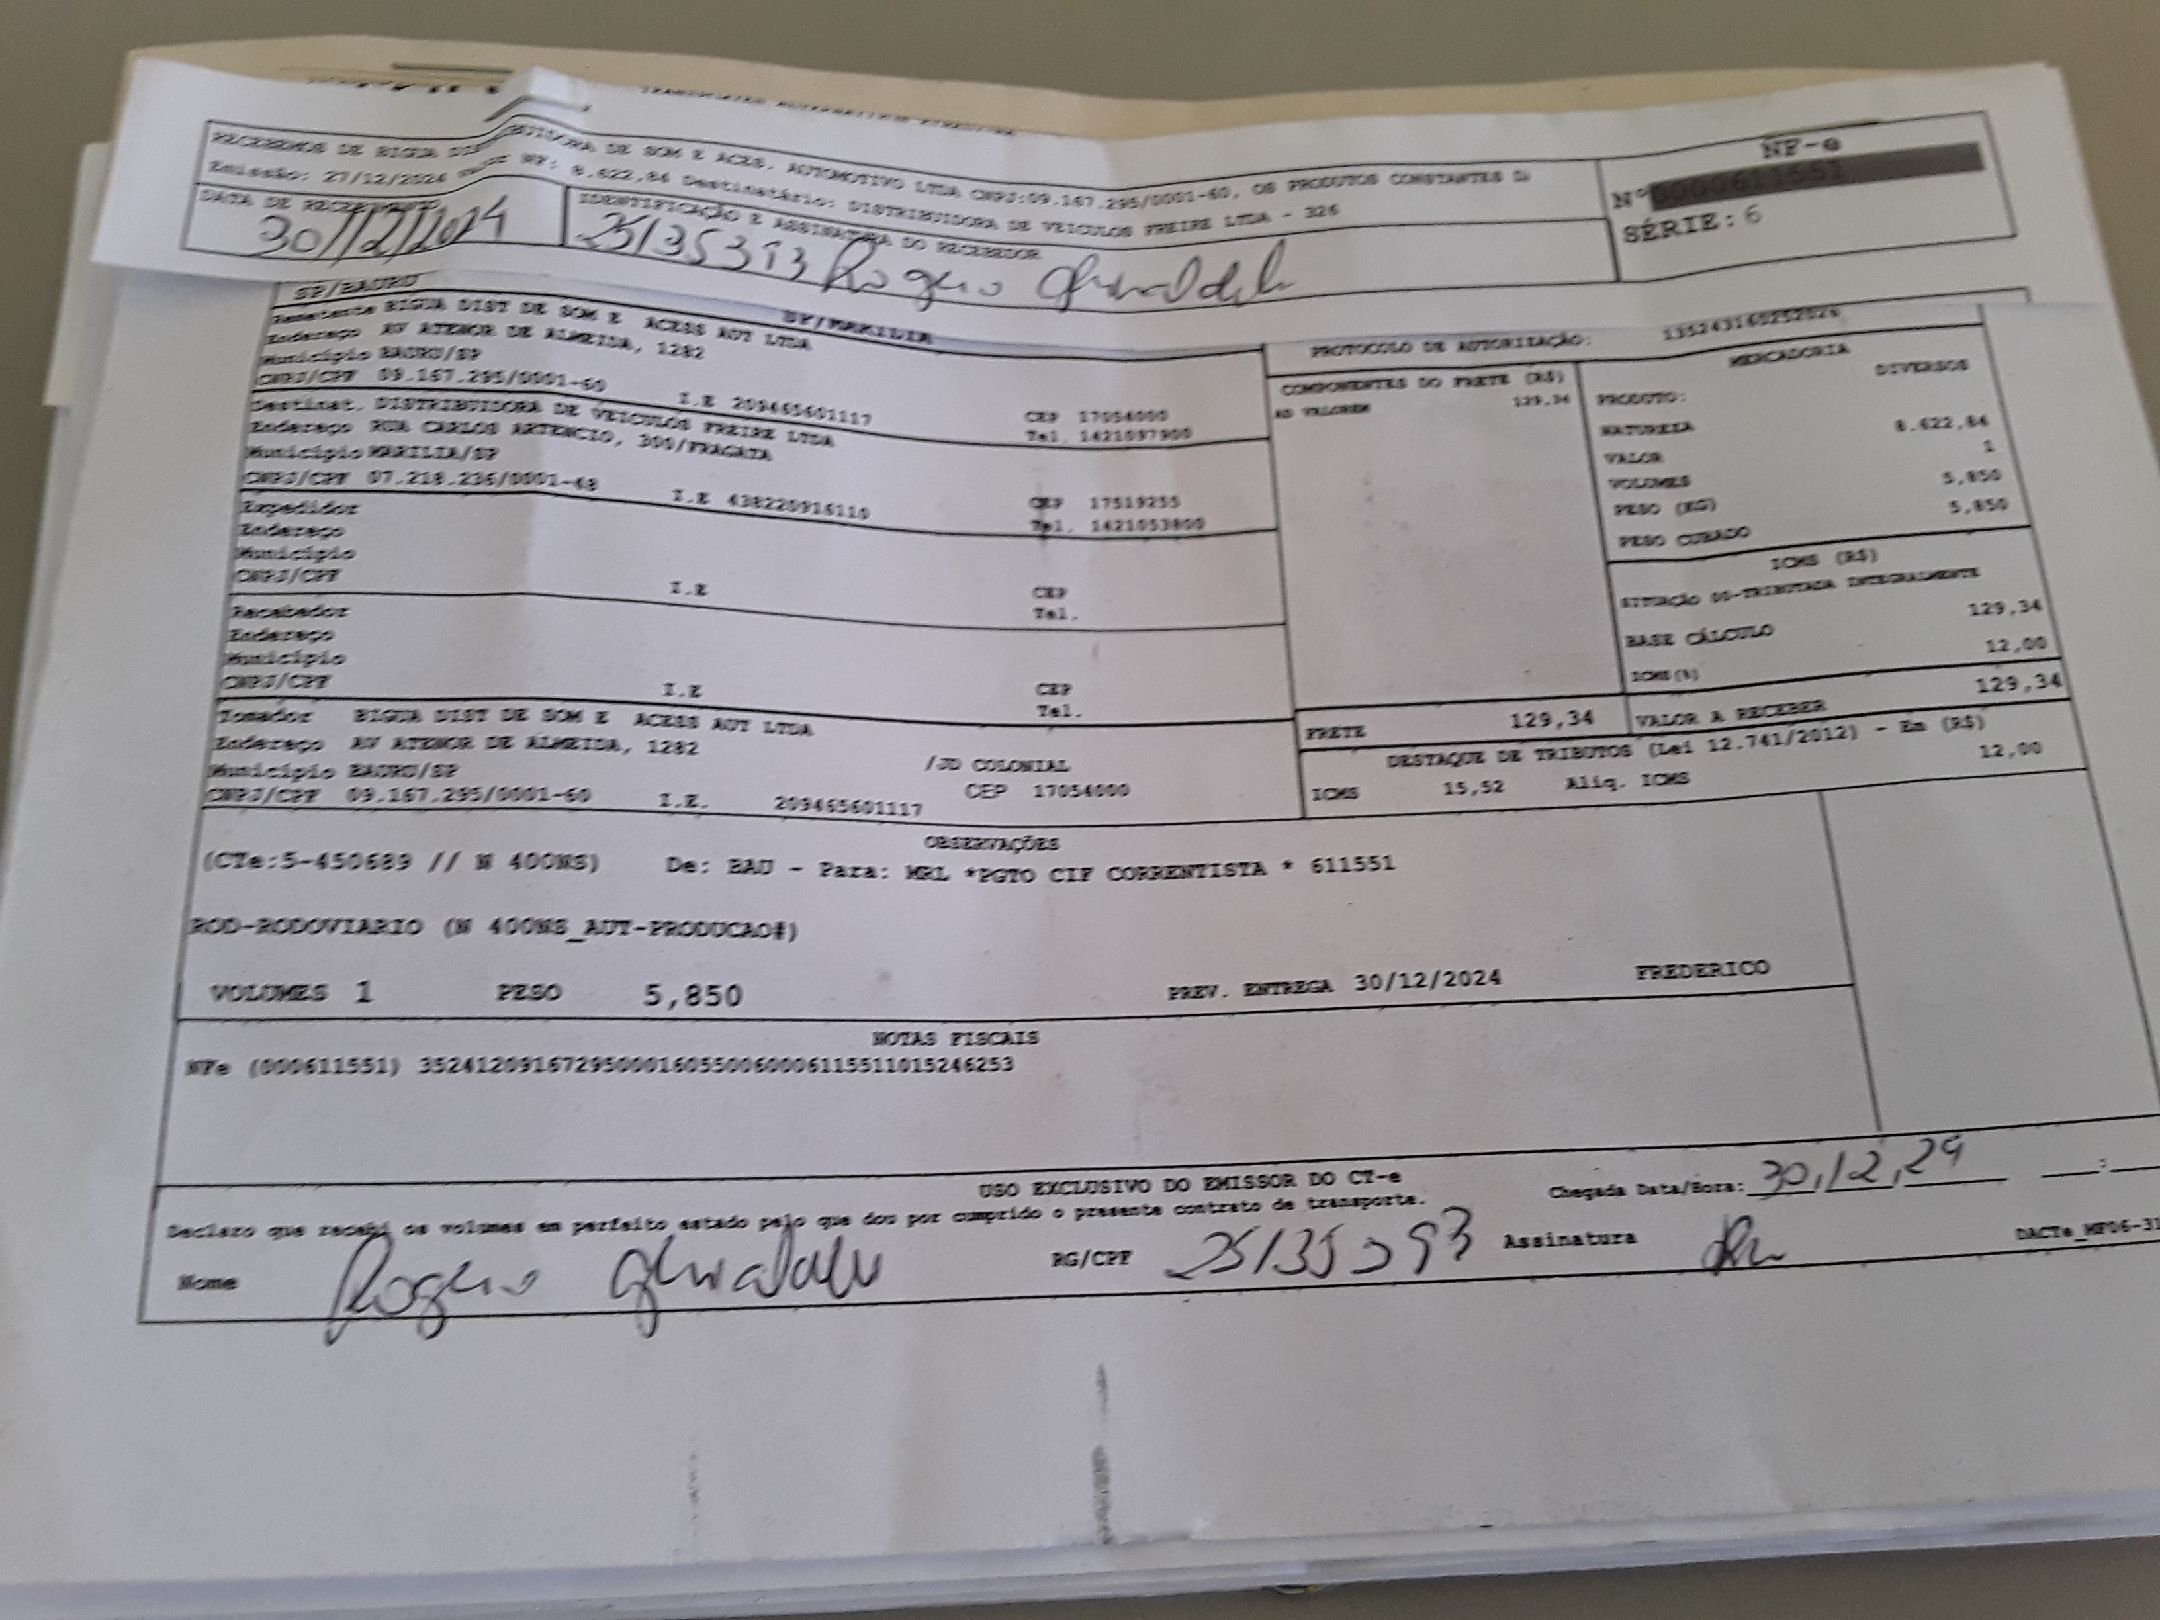 RECEBEMOS DE BIGUA DISTRIBUIDORA DE SOM E ACES. AUTOMOTIVO LTDA CNPJ:09.167.295/0001-60, OS PRODUTOS CONSTANTES D
Emissão: 27/12/2024 NF: 8.622,84 Destinatário: DISTRIBUIDORA DE VEICULOS FREIRE LTDA - 326
NF-e
Nº 0000611551
SÉRIE: 6
DATA DE RECEBIMENTO
30/12/2024
IDENTIFICAÇÃO E ASSINATURA DO RECEBEDOR
25135393 Rogerio
SP/BAURU
SP/MARILIA
PROTOCOLO DE AUTORIZAÇÃO:
Remetente BIGUA DIST DE SOM E ACESS AUT LTDA
Endereço AV ATENOR DE ALMEIDA, 1282
Município BAURU/SP
CNPJ/CPF 09.167.295/0001-60 I.E 209465601117 CEP 17054000
Tel. 1421097900
Destinat. DISTRIBUIDORA DE VEICULOS FREIRE LTDA
Endereço RUA CARLOS ARTENCIO, 300/FRAGATA
Município MARILIA/SP
CNPJ/CPF 07.218.236/0001-48 I.E 438220916110 CEP 17519255
Tel. 1421053800
Expedidor
Endereço
Município
CNPJ/CPF I.E CEP
Tel.
Recebedor
Endereço
Município
CNPJ/CPF I.E CEP
Tel.
Tomador BIGUA DIST DE SOM E ACESS AUT LTDA
Endereço AV ATENOR DE ALMEIDA, 1282 /JD COLONIAL
Município BAURU/SP CEP 17054000
CNPJ/CPF 09.167.295/0001-60 I.E. 209465601117
COMPONENTES DO FRETE (R$)
AD VALOREM 129,34
MERCADORIA
PRODUTO: DIVERSOS
NATUREZA
VALOR 8.622,84
VOLUMES 1
PESO (KG) 5,850
PESO CUBADO 5,850
ICMS (R$)
SITUAÇÃO 00-TRIBUTADA INTEGRALMENTE
BASE CÁLCULO 129,34
ICMS(%) 12,00
FRETE 129,34
VALOR A RECEBER 129,34
DESTAQUE DE TRIBUTOS (Lei 12.741/2012) - Em (R$)
ICMS 15,52 Aliq. ICMS 12,00
OBSERVAÇÕES
(CTe:5-450689 // N 400MS) De: BAU - Para: MRL *PGTO CIF CORRENTISTA * 611551
ROD-RODOVIARIO (N 400MS_AUT-PRODUCAO#)
VOLUMES 1 PESO 5,850 PREV. ENTREGA 30/12/2024 FREDERICO
NOTAS FISCAIS
NFe (000611551) 35241209167295000160550060006115511015246253
USO EXCLUSIVO DO EMISSOR DO CT-e
Declaro que recebi os volumes em perfeito estado pelo que dou por cumprido o presente contrato de transporte.
Chegada Data/Hora: 30,12,24 :
Nome Rogerio RG/CPF 25135393 Assinatura
DACTe_MF06-31